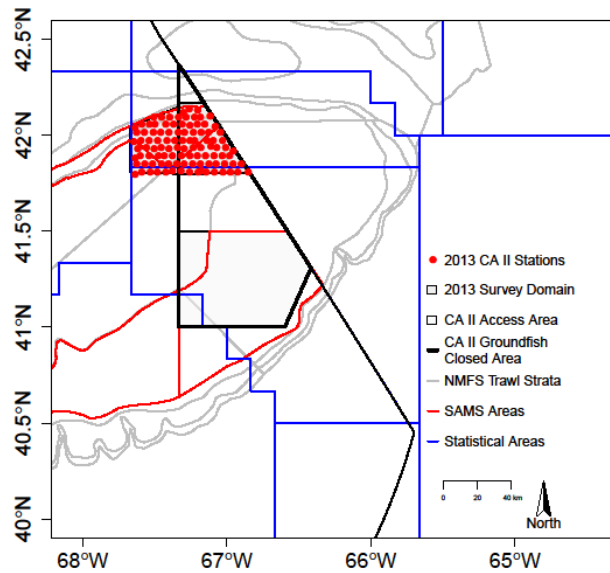 42.5°N
42°N
41.5°N
41°N
40.5°N
40°N
2013 CA II Stations
2013 Survey Domain
CA II Access Area
CA II Groundfish
Closed Area
NMFS Trawl Strata
SAMS Areas
Statistical Areas
0 20 40 km
North
68°W
67°W
66°W
65°W